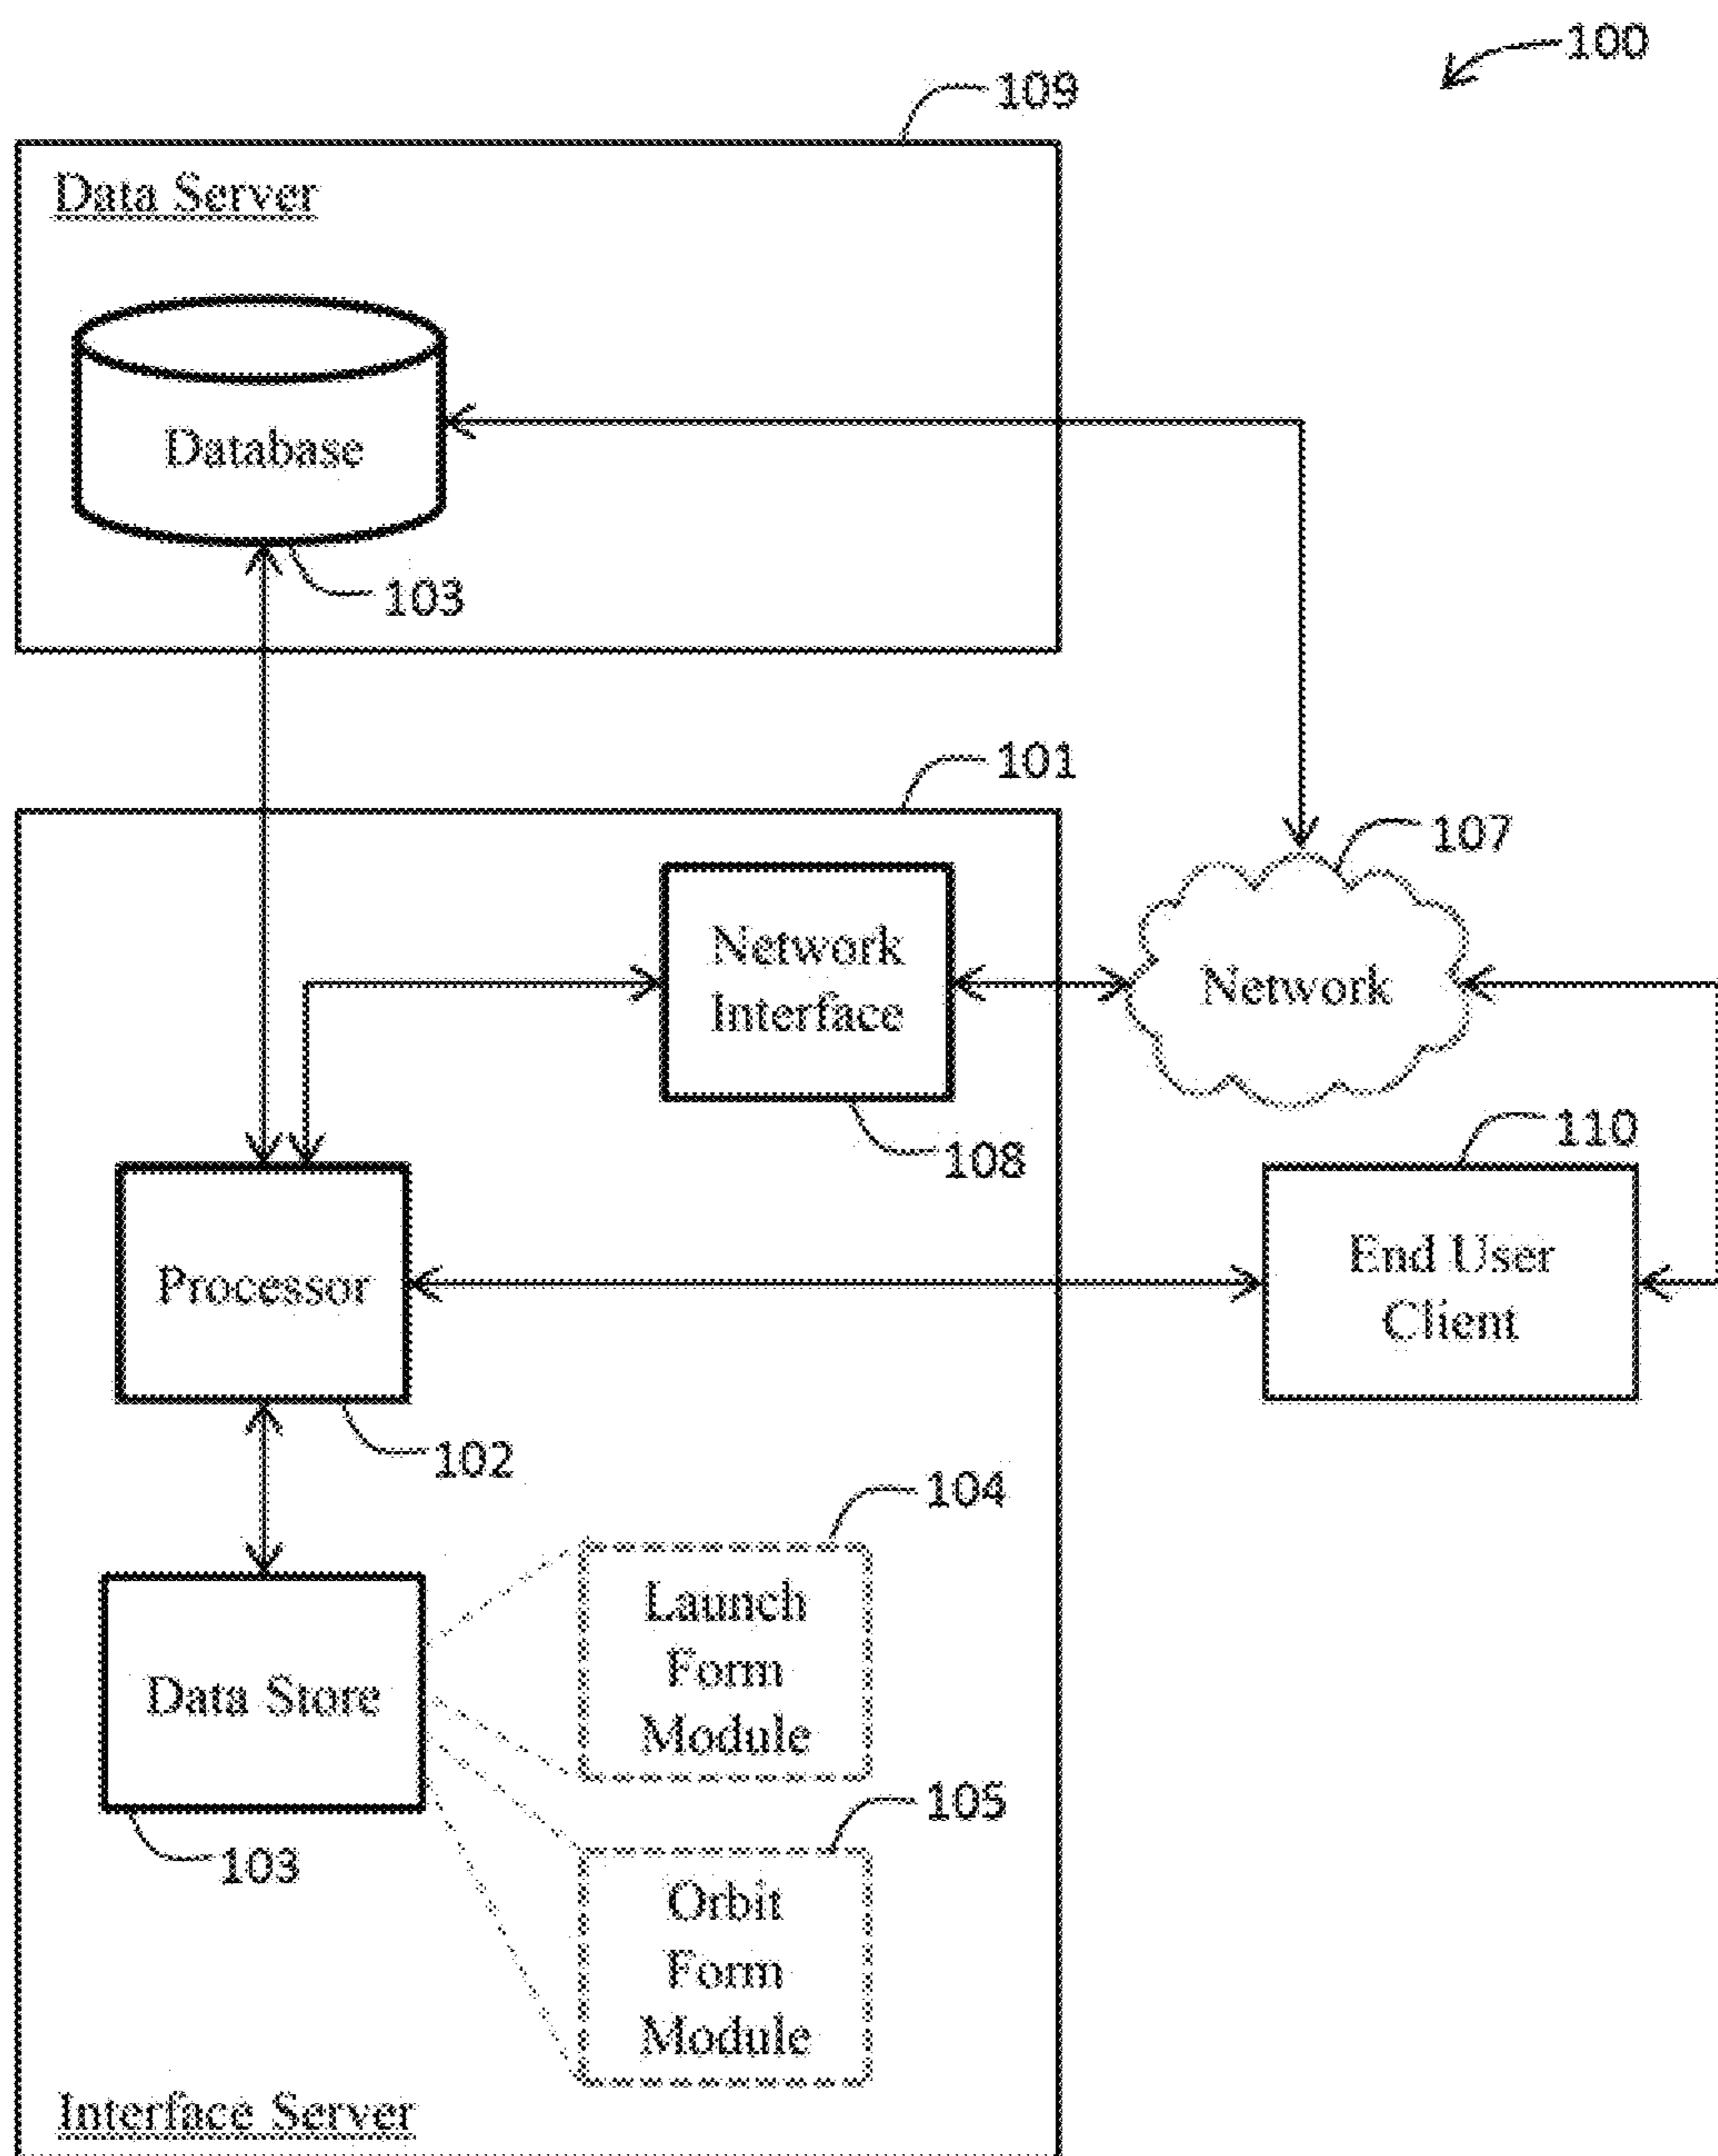 100
109
Data Server
Database
103
101
107
Network
Interface
Network
108
110
Processor
End User
Client
102
104
Launch
Form
Module
Data Store
105
103
Orbit
Form
Module
Interface Server